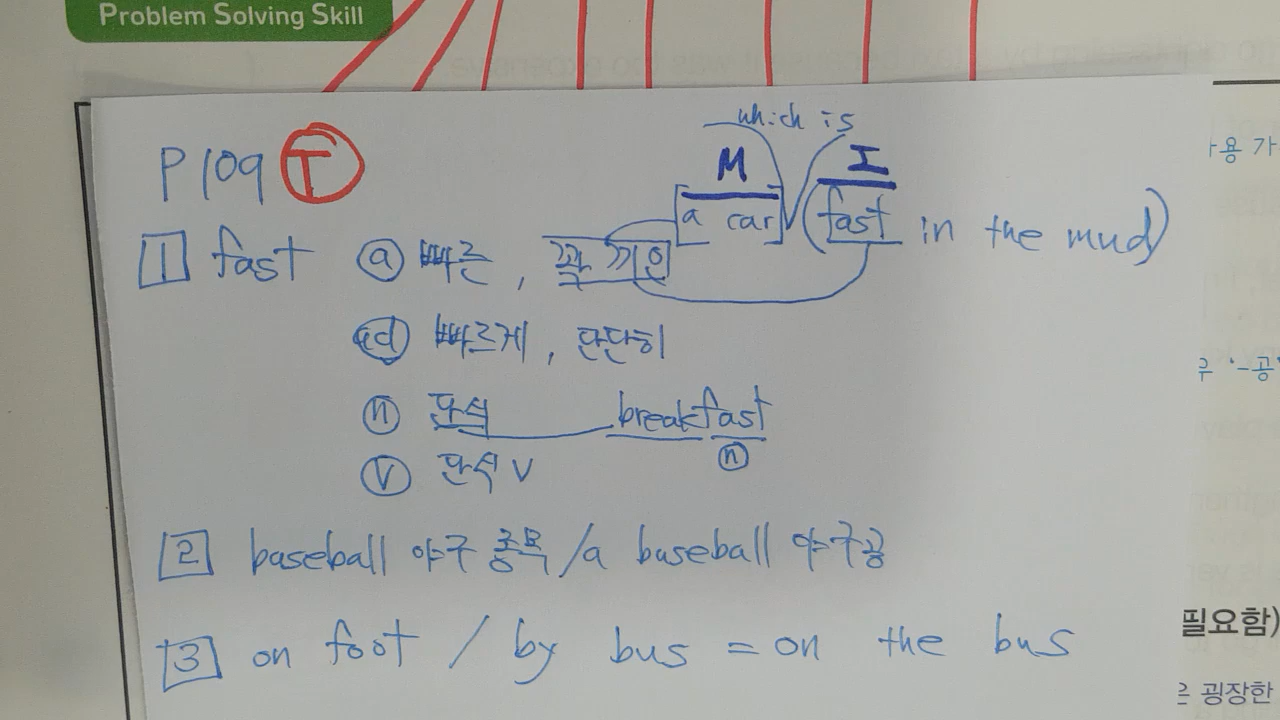 Problem Solving Skill
which is
P109 T
M I
1 fast ⓐ 빠른, 꽉 끼인 [a car] (fast in the mud)
ad 빠르게, 단단히
ⓝ 단식 breakfast
ⓝ
ⓥ 단식 V
2 baseball 야구 종목 / a baseball 야구공
3 on foot / by bus = on the bus
필요함)
굉장한